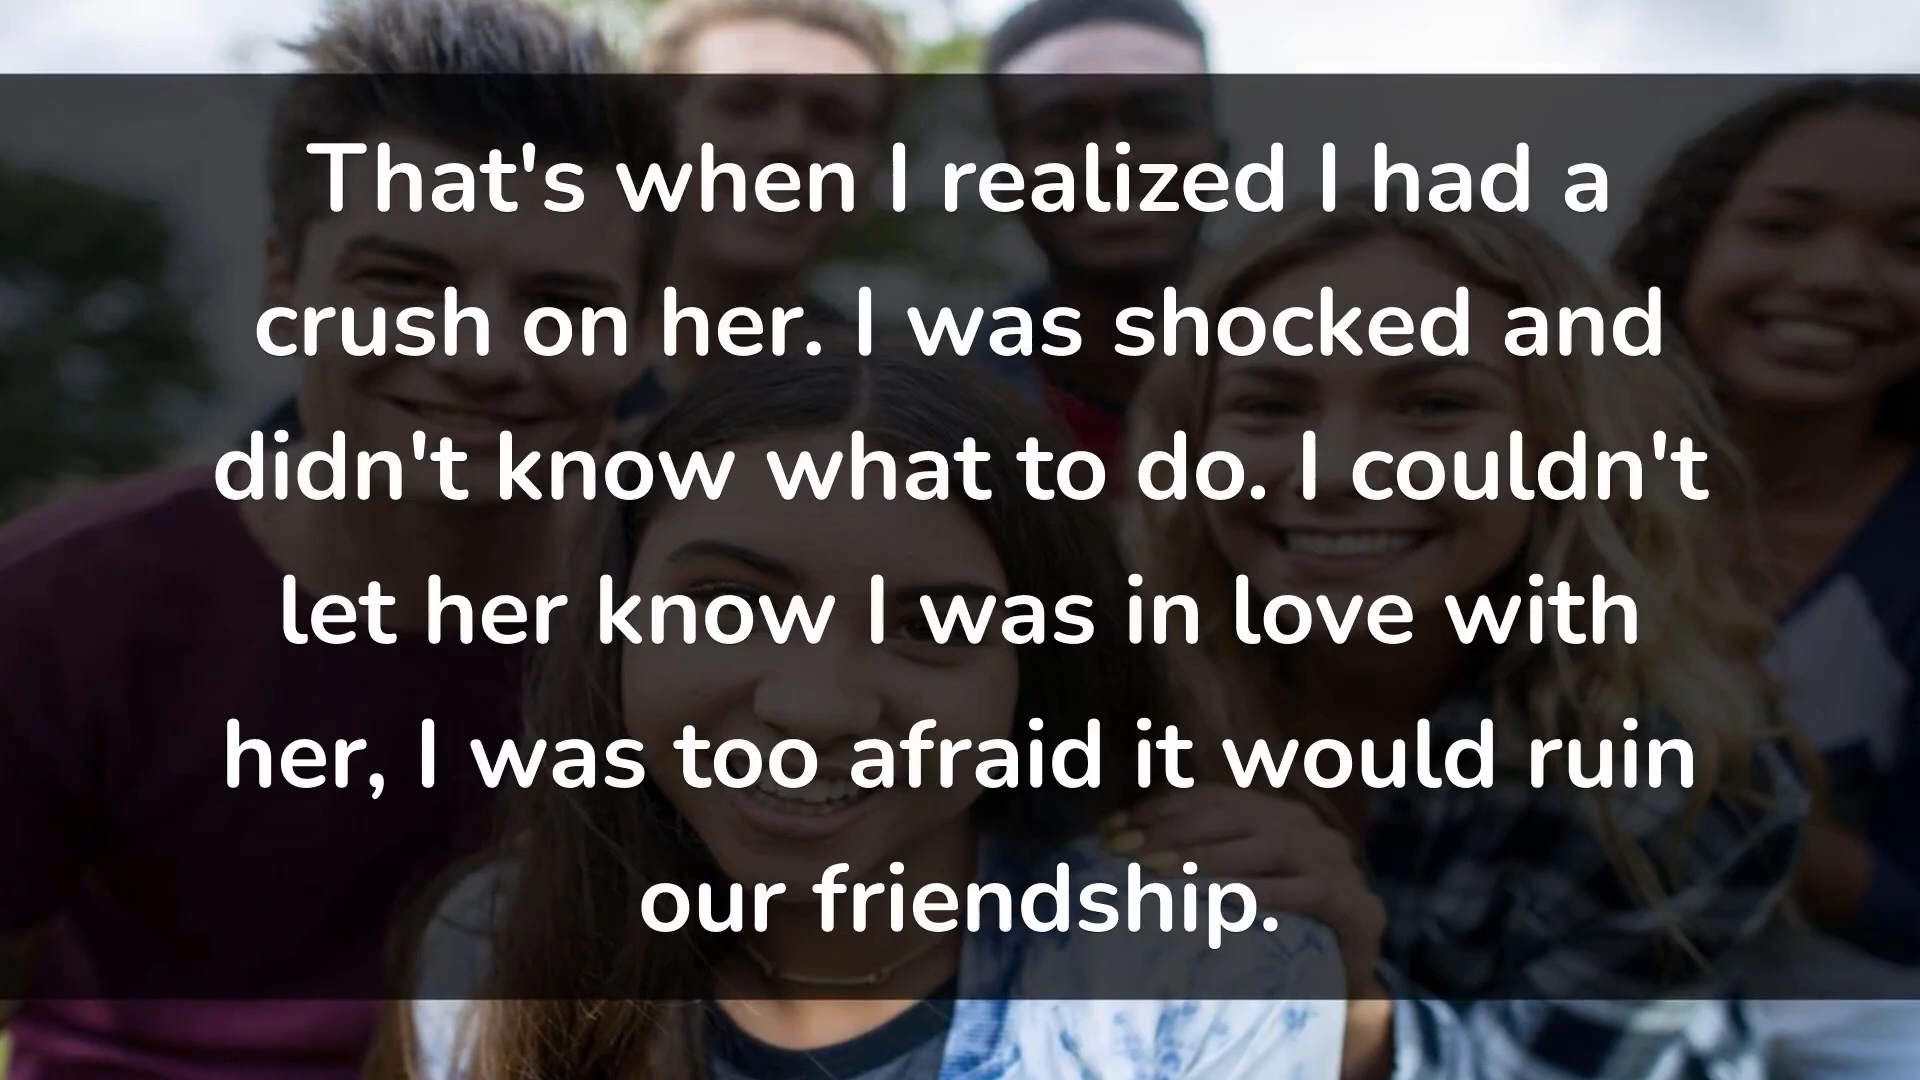 That's when I realized I had a
crush on her. I was shocked and
didn't know what to do. I couldn't
let her know I was in love with
her, I was too afraid it would ruin
our friendship.